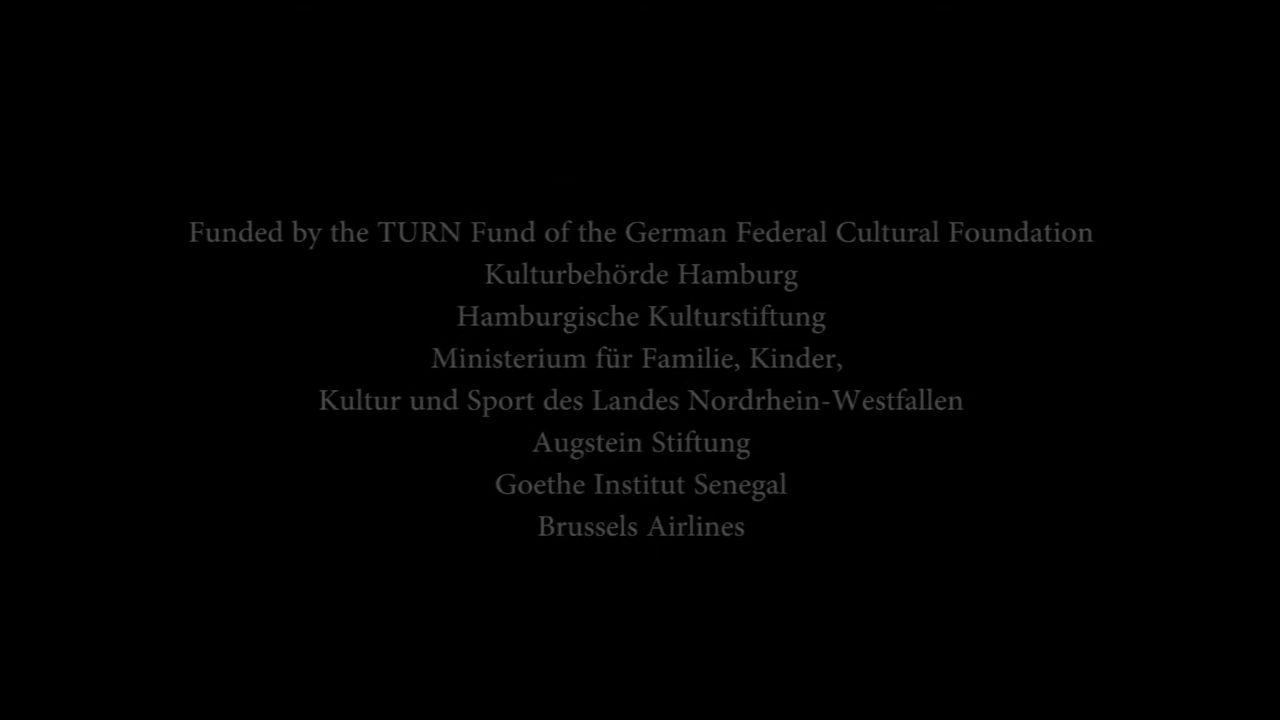 Funded by the TURN Fund of the German Federal Cultural Foundation
Kulturbehörde Hamburg
Hamburgische Kulturstiftung
Ministerium für Familie, Kinder,
Kultur und Sport des Landes Nordrhein-Westfallen
Augstein Stiftung
Goethe Institut Senegal
Brussels Airlines